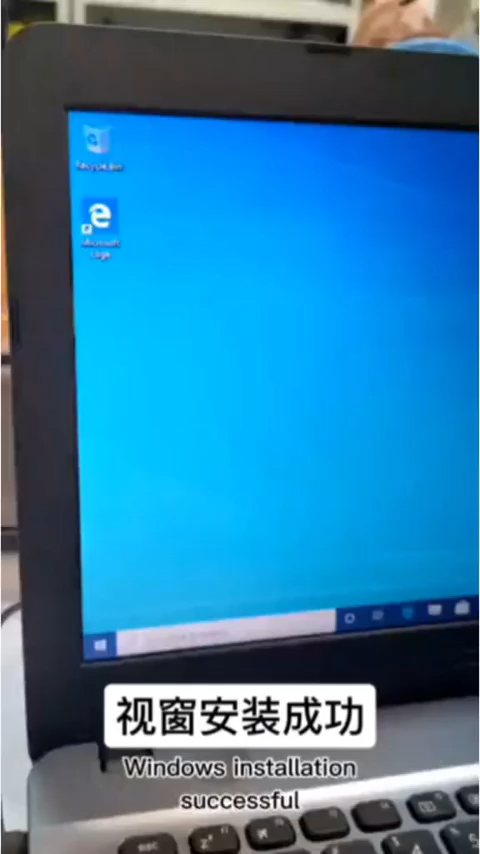 Recycle Bin
Microsoft
Edge
视窗安装成功
Windows installation
successful